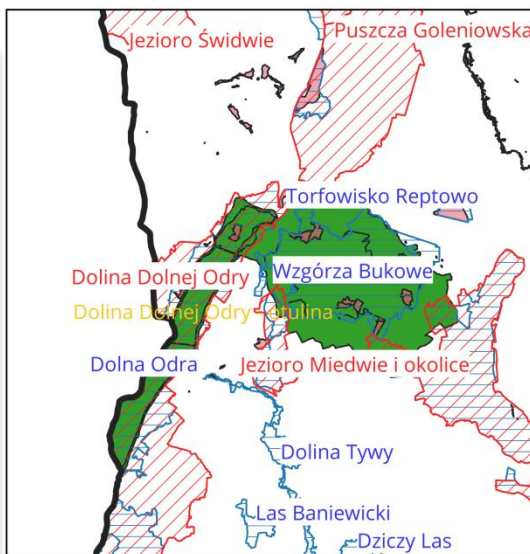 Jezioro Świdwie
Puszcza Goleniowska
Torfowisko Reptowo
Dolina Dolnej Odry
Wzgórza Bukowe
Dolina Dolnej Odry - otulina
Dolna Odra
Jezioro Miedwie i okolice
Dolina Tywy
Las Baniewicki
Dziczy Las